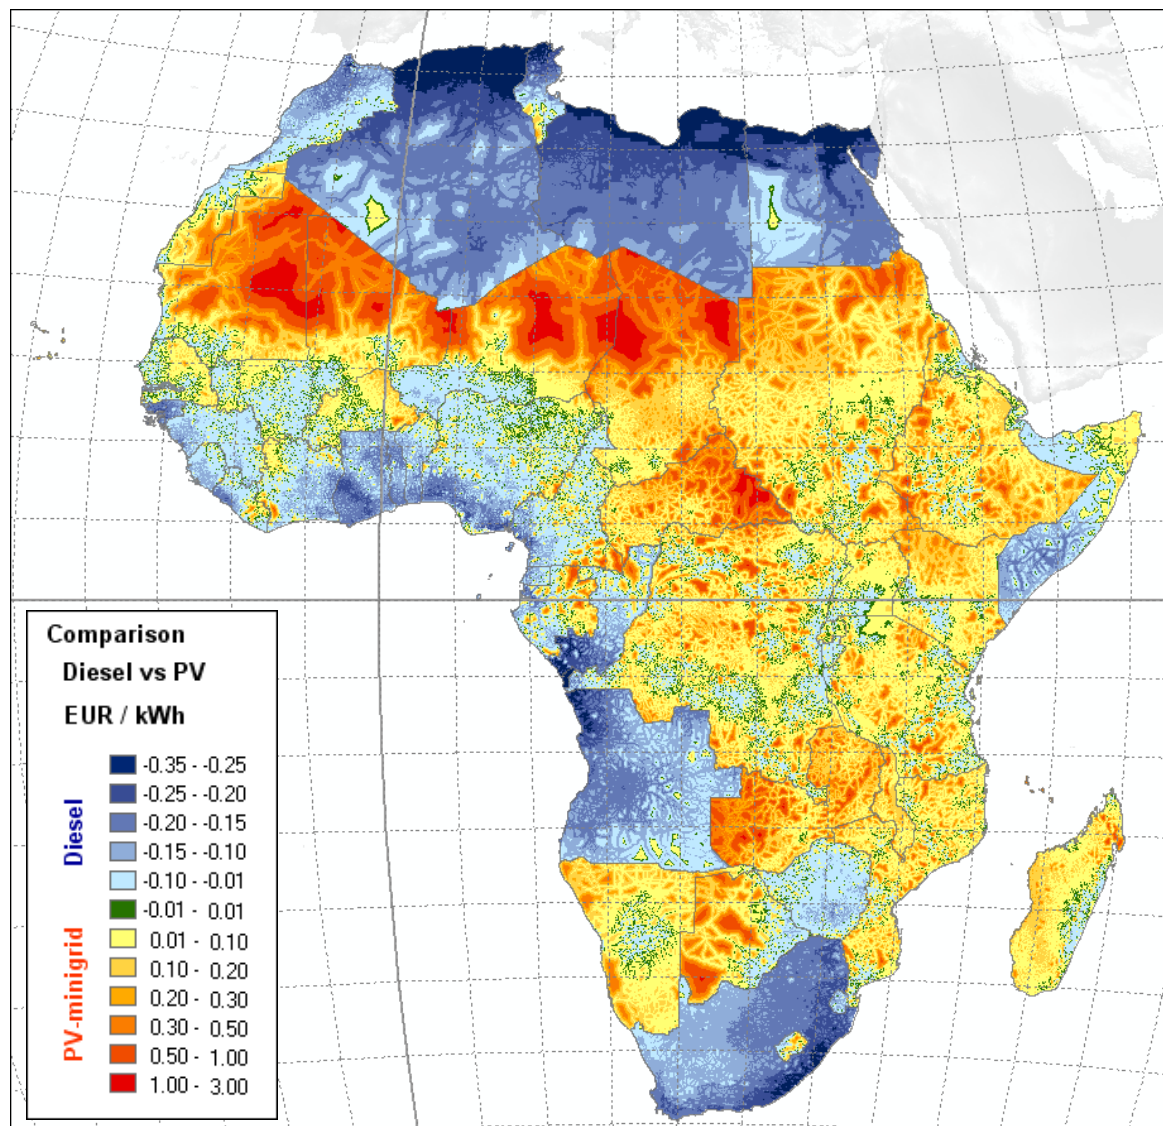 Comparison
Diesel vs PV
EUR / kWh
Diesel
-0.35 - -0.25
-0.25 - -0.20
-0.20 - -0.15
-0.15 - -0.10
-0.10 - -0.01
-0.01 - 0.01
PV-minigrid
0.01 - 0.10
0.10 - 0.20
0.20 - 0.30
0.30 - 0.50
0.50 - 1.00
1.00 - 3.00